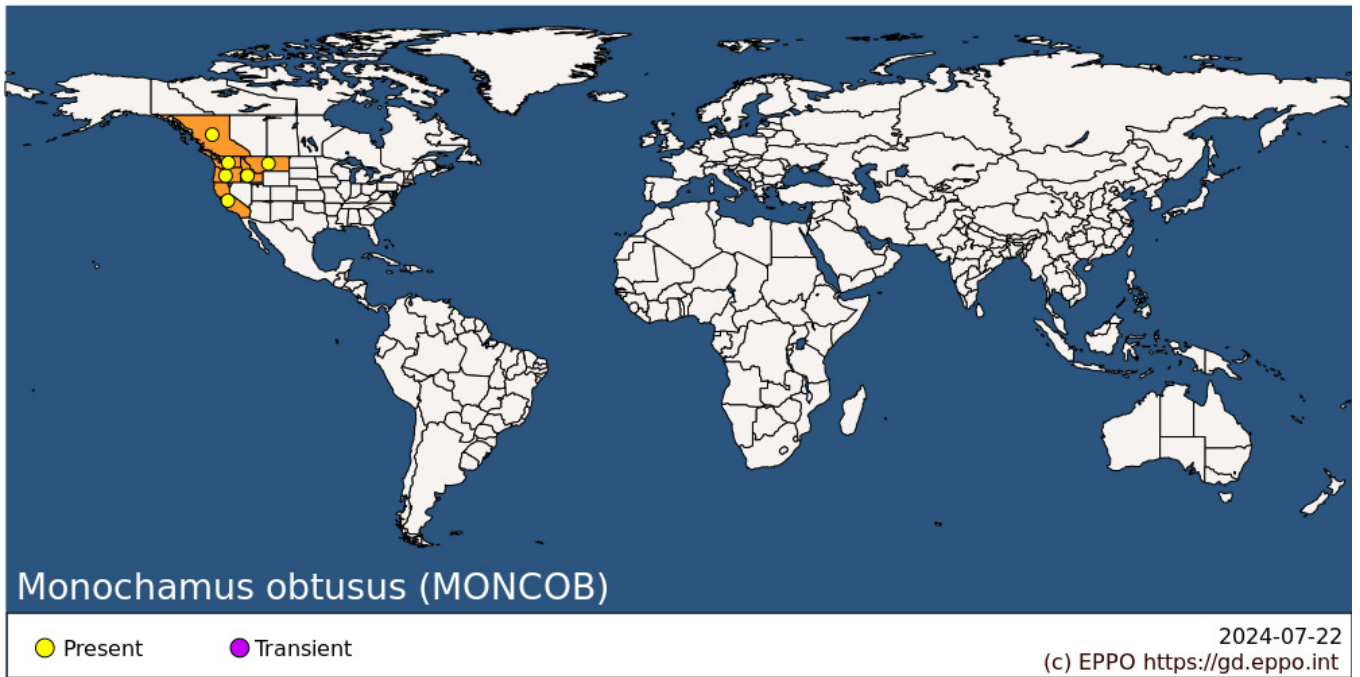 Monochamus obtusus (MONCOB)
Present
Transient
2024-07-22
(c) EPPO https://gd.eppo.int